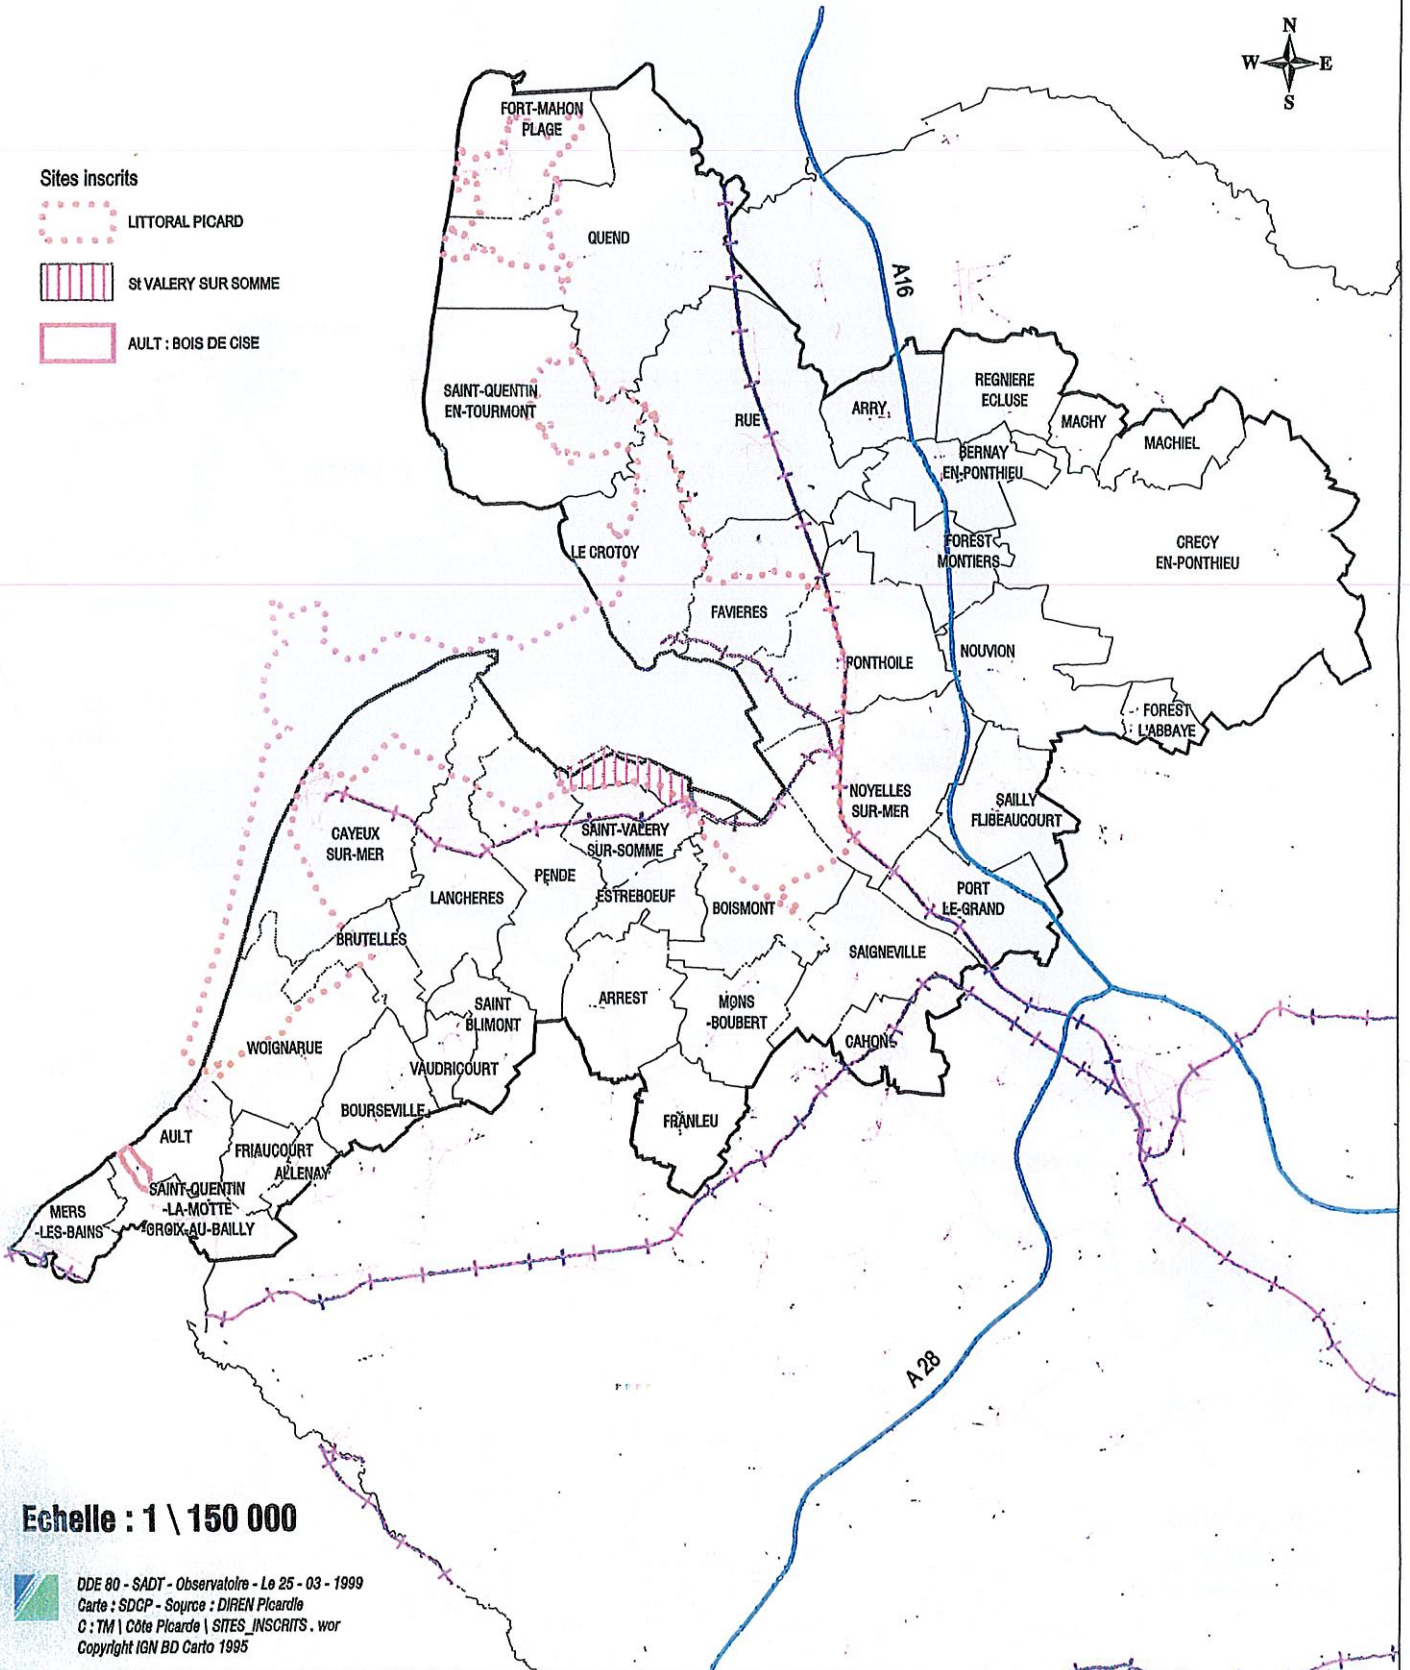 N
W E
S
Sites inscrits
LITTORAL PICARD
St VALERY SUR SOMME
AULT : BOIS DE CISE
FORT-MAHON
PLAGE
QUEND
A16
SAINT-QUENTIN
EN-TOURMONT
RUE
ARRY
REGNIERE
ECLUSE
MACHY
MACHIEL
BERNAY
EN-PONTHIEU
LE CROTOY
FOREST
MONTIERS
CRECY
EN-PONTHIEU
FAVIERES
PONTHOILE
NOUVION
FOREST
L'ABBAYE
NOYELLES
SUR-MER
SAILLY
FLIBEAUCOURT
CAYEUX
SUR-MER
SAINT-VALERY
SUR-SOMME
PENDE
LANCHERES
ESTREBOEUF
BOISMONT
PORT
LE-GRAND
BRUTELLES
SAIGNEVILLE
ARREST
MONS
-BOUBERT
SAINT
BLIMONT
CAHON
WOIGNARUE
VAUDRICOURT
BOURSEVILLE
FRANLEU
AULT
FRIAUCOURT
ALLENAY
SAINT-QUENTIN
-LA-MOTTE
-CROIX-AU-BAILLY
MERS
-LES-BAINS
A 28
Echelle : 1 \ 150 000
DDE 80 - SADT - Observatoire - Le 25 - 03 - 1999
Carte : SDCP - Source : DIREN Picardie
C : TM \ Côte Picarde \ SITES_INSCRITS . wor
Copyright IGN BD Carto 1995